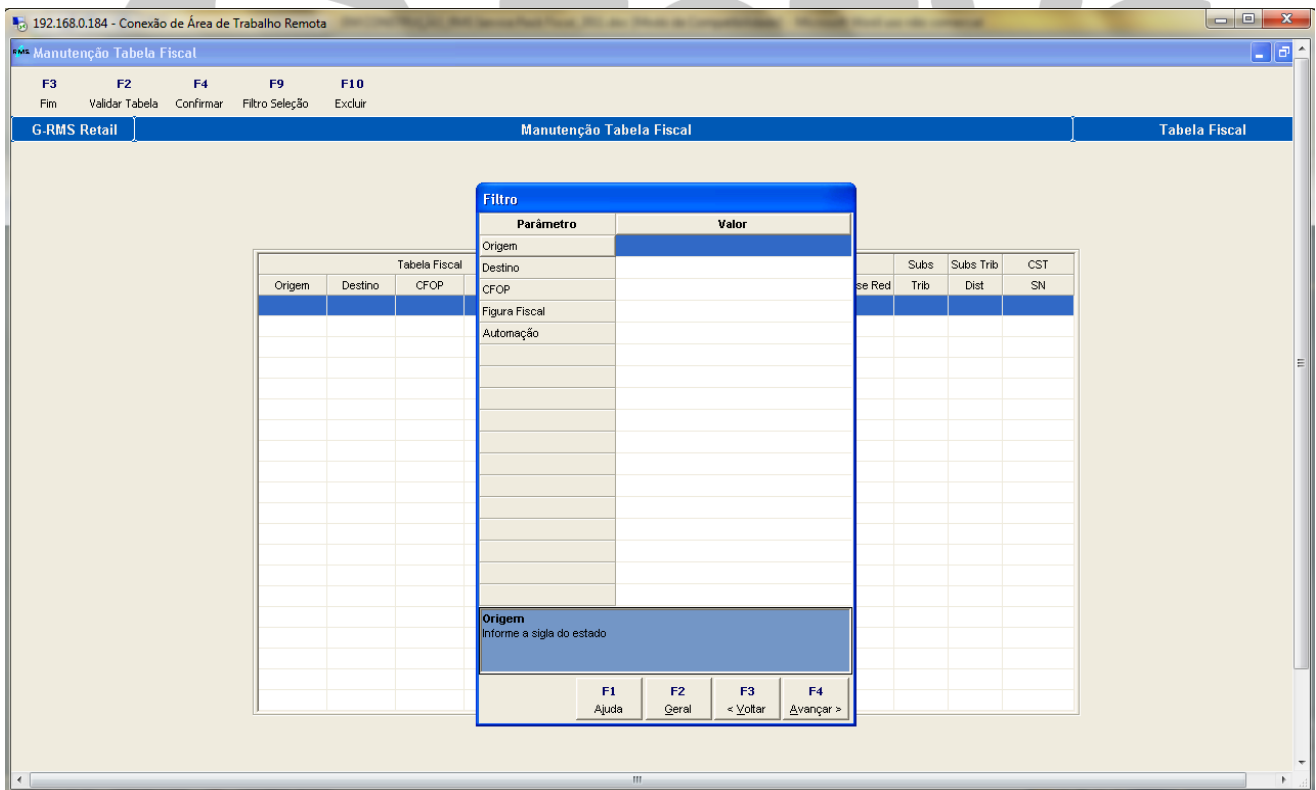 192.168.0.184 - Conexão de Área de Trabalho Remota
RMS Manutenção Tabela Fiscal
F3 F2 F4 F9 F10
Fim Validar Tabela Confirmar Filtro Seleção Excluir
G-RMS Retail Manutenção Tabela Fiscal Tabela Fiscal
Filtro
Parâmetro Valor
Origem
Destino
CFOP
Figura Fiscal
Automação
Tabela Fiscal Subs Subs Trib CST
Origem Destino CFOP se Red Trib Dist SN
Origem
Informe a sigla do estado
F1 F2 F3 F4
Ajuda Geral < Voltar Avançar >